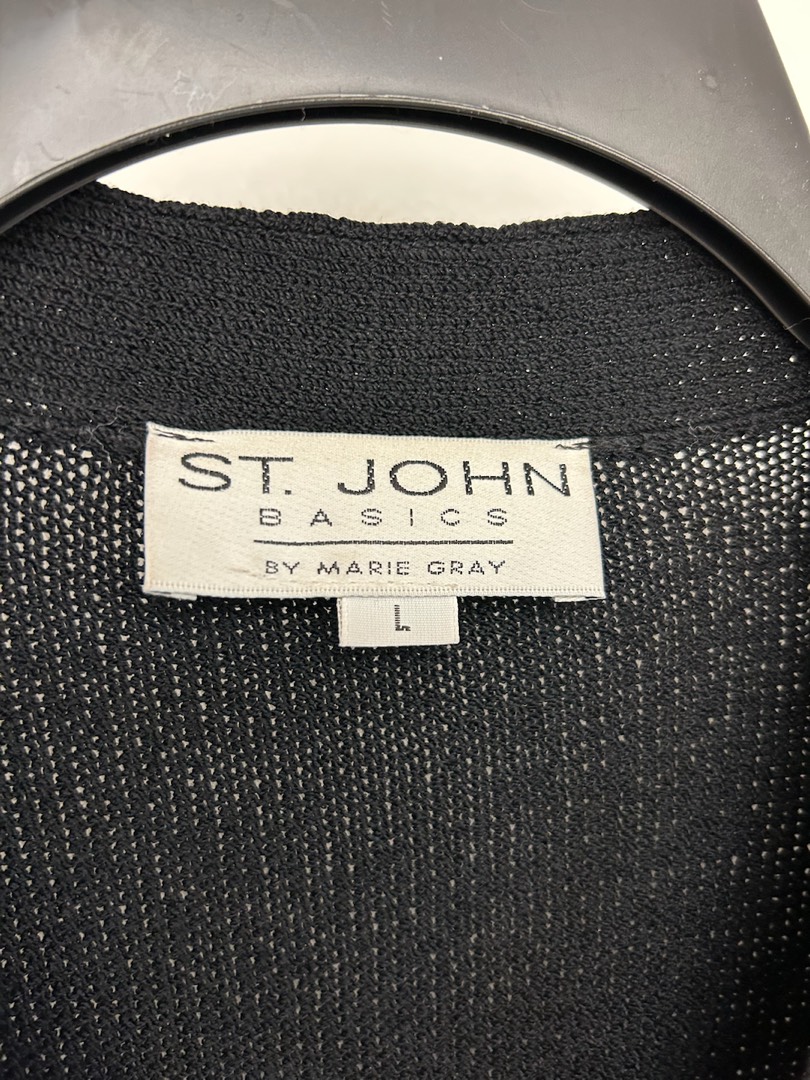 ST. JOHN
BASICS
BY MARIE GRAY
L